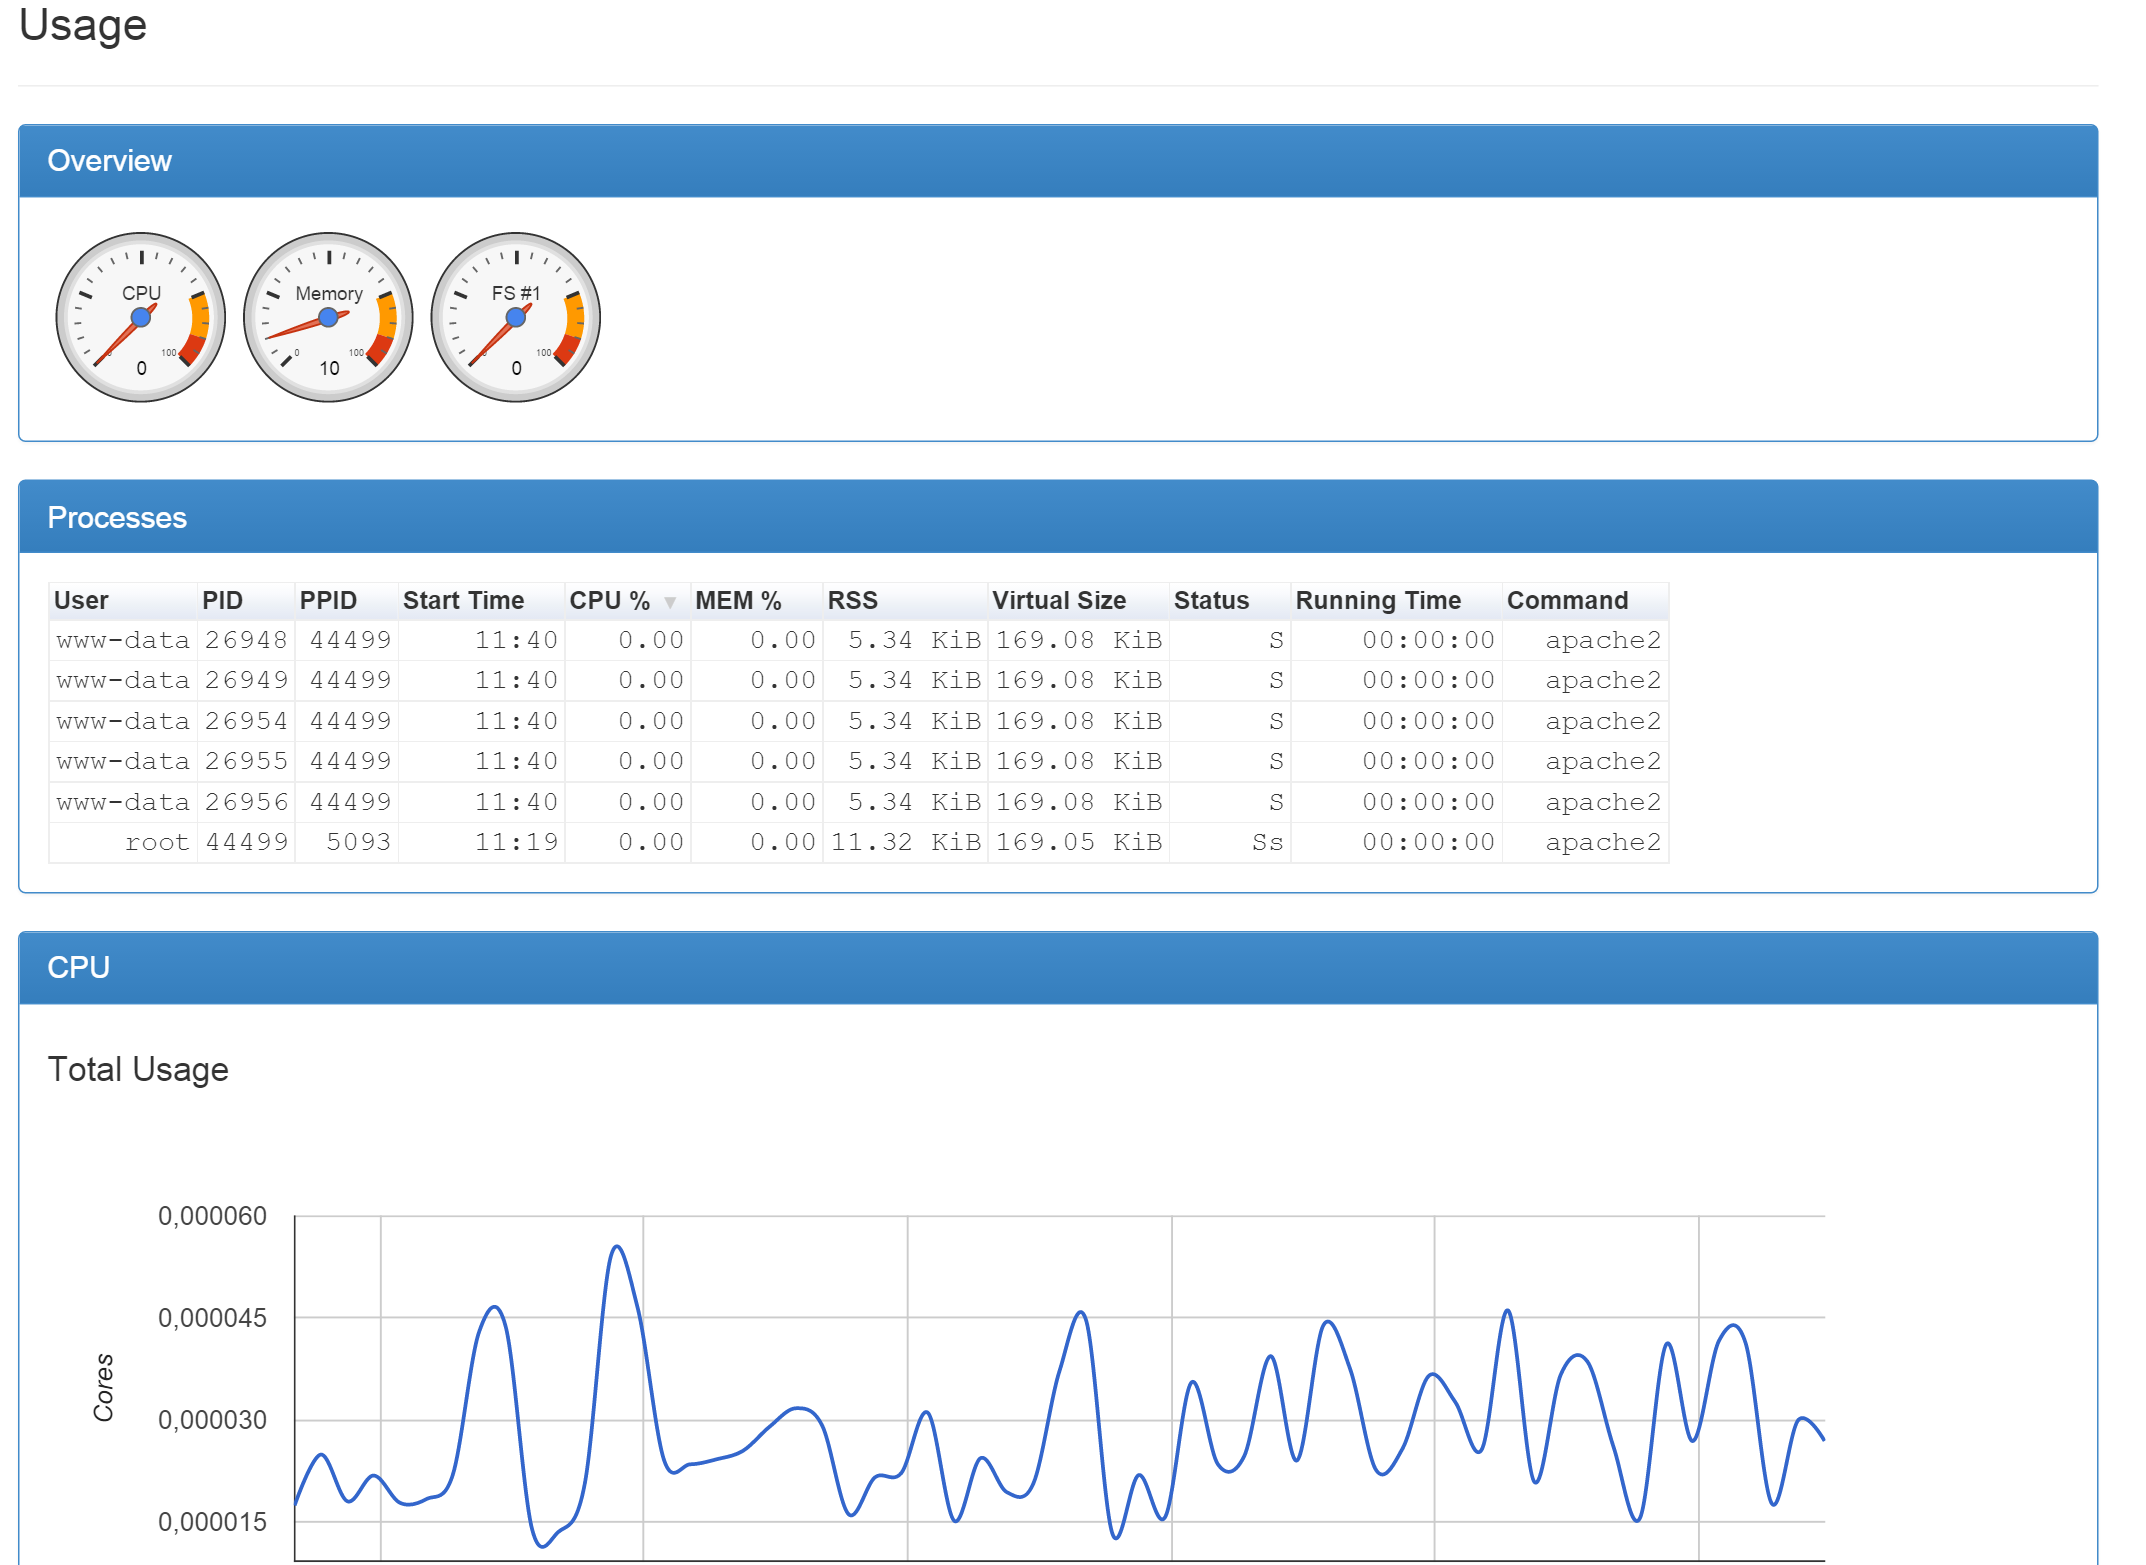 Usage
Overview
CPU Memory FS #1
0 100 0 100 0 100
0 10 0
Processes
User PID PPID Start Time CPU % ▼ MEM % RSS Virtual Size Status Running Time Command
www-data 26948 44499 11:40 0.00 0.00 5.34 KiB 169.08 KiB S 00:00:00 apache2
www-data 26949 44499 11:40 0.00 0.00 5.34 KiB 169.08 KiB S 00:00:00 apache2
www-data 26954 44499 11:40 0.00 0.00 5.34 KiB 169.08 KiB S 00:00:00 apache2
www-data 26955 44499 11:40 0.00 0.00 5.34 KiB 169.08 KiB S 00:00:00 apache2
www-data 26956 44499 11:40 0.00 0.00 5.34 KiB 169.08 KiB S 00:00:00 apache2
root 44499 5093 11:19 0.00 0.00 11.32 KiB 169.05 KiB Ss 00:00:00 apache2
CPU
Total Usage
0,000060
0,000045
Cores
0,000030
0,000015